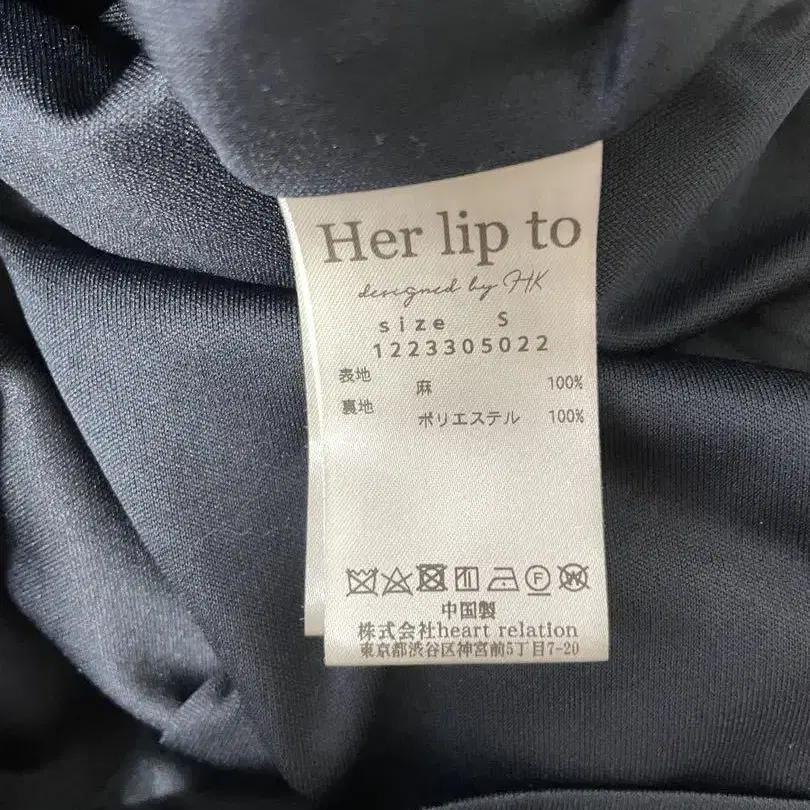 Her lip to
designed by HK
size S
1223305022
表地 麻 100%
裏地 ポリエステル 100%
中国製
株式会社heart relation
東京都渋谷区神宮前5丁目7-20